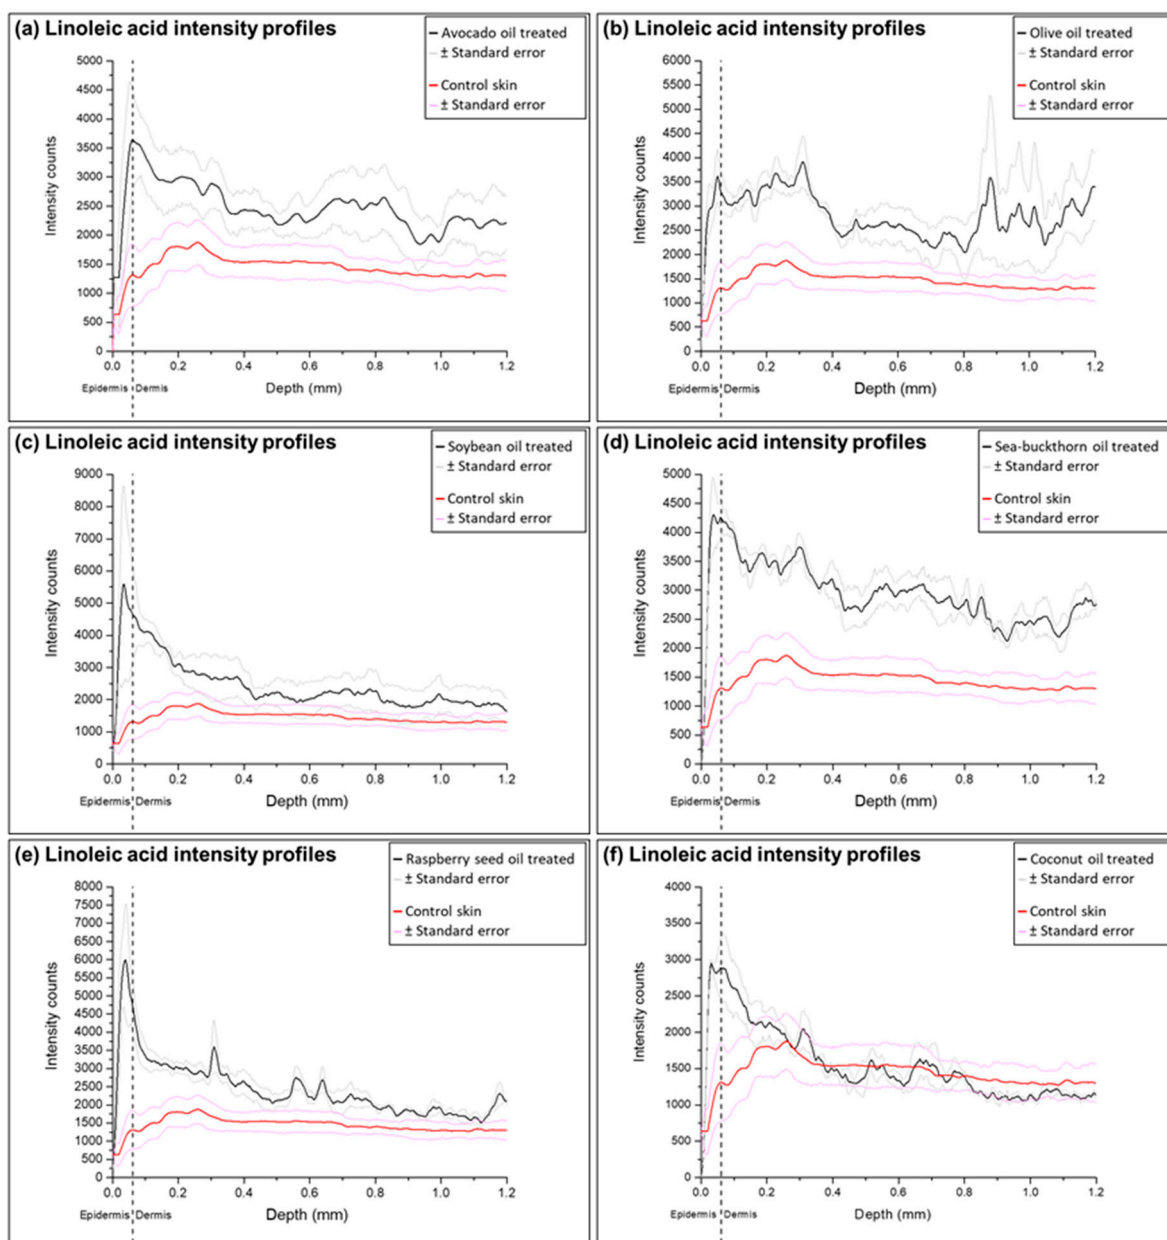 (a) Linoleic acid intensity profiles
Avocado oil treated
± Standard error
Control skin
± Standard error
5000
4500
4000
3500
3000
2500
2000
1500
1000
500
0
Intensity counts
0.0 0.2 0.4 0.6 0.8 1.0 1.2
Epidermis Dermis
Depth (mm)
(b) Linoleic acid intensity profiles
Olive oil treated
± Standard error
Control skin
± Standard error
6000
5500
5000
4500
4000
3500
3000
2500
2000
1500
1000
500
0
Intensity counts
0.0 0.2 0.4 0.6 0.8 1.0 1.2
Epidermis Dermis
Depth (mm)
(c) Linoleic acid intensity profiles
Soybean oil treated
± Standard error
Control skin
± Standard error
9000
8000
7000
6000
5000
4000
3000
2000
1000
0
Intensity counts
0.0 0.2 0.4 0.6 0.8 1.0 1.2
Epidermis Dermis
Depth (mm)
(d) Linoleic acid intensity profiles
Sea-buckthorn oil treated
± Standard error
Control skin
± Standard error
5000
4500
4000
3500
3000
2500
2000
1500
1000
500
0
Intensity counts
0.0 0.2 0.4 0.6 0.8 1.0 1.2
Epidermis Dermis
Depth (mm)
(e) Linoleic acid intensity profiles
Raspberry seed oil treated
± Standard error
Control skin
± Standard error
8000
7500
7000
6500
6000
5500
5000
4500
4000
3500
3000
2500
2000
1500
1000
500
0
Intensity counts
0.0 0.2 0.4 0.6 0.8 1.0 1.2
Epidermis Dermis
Depth (mm)
(f) Linoleic acid intensity profiles
Coconut oil treated
± Standard error
Control skin
± Standard error
4000
3500
3000
2500
2000
1500
1000
500
0
Intensity counts
0.0 0.2 0.4 0.6 0.8 1.0 1.2
Epidermis Dermis
Depth (mm)